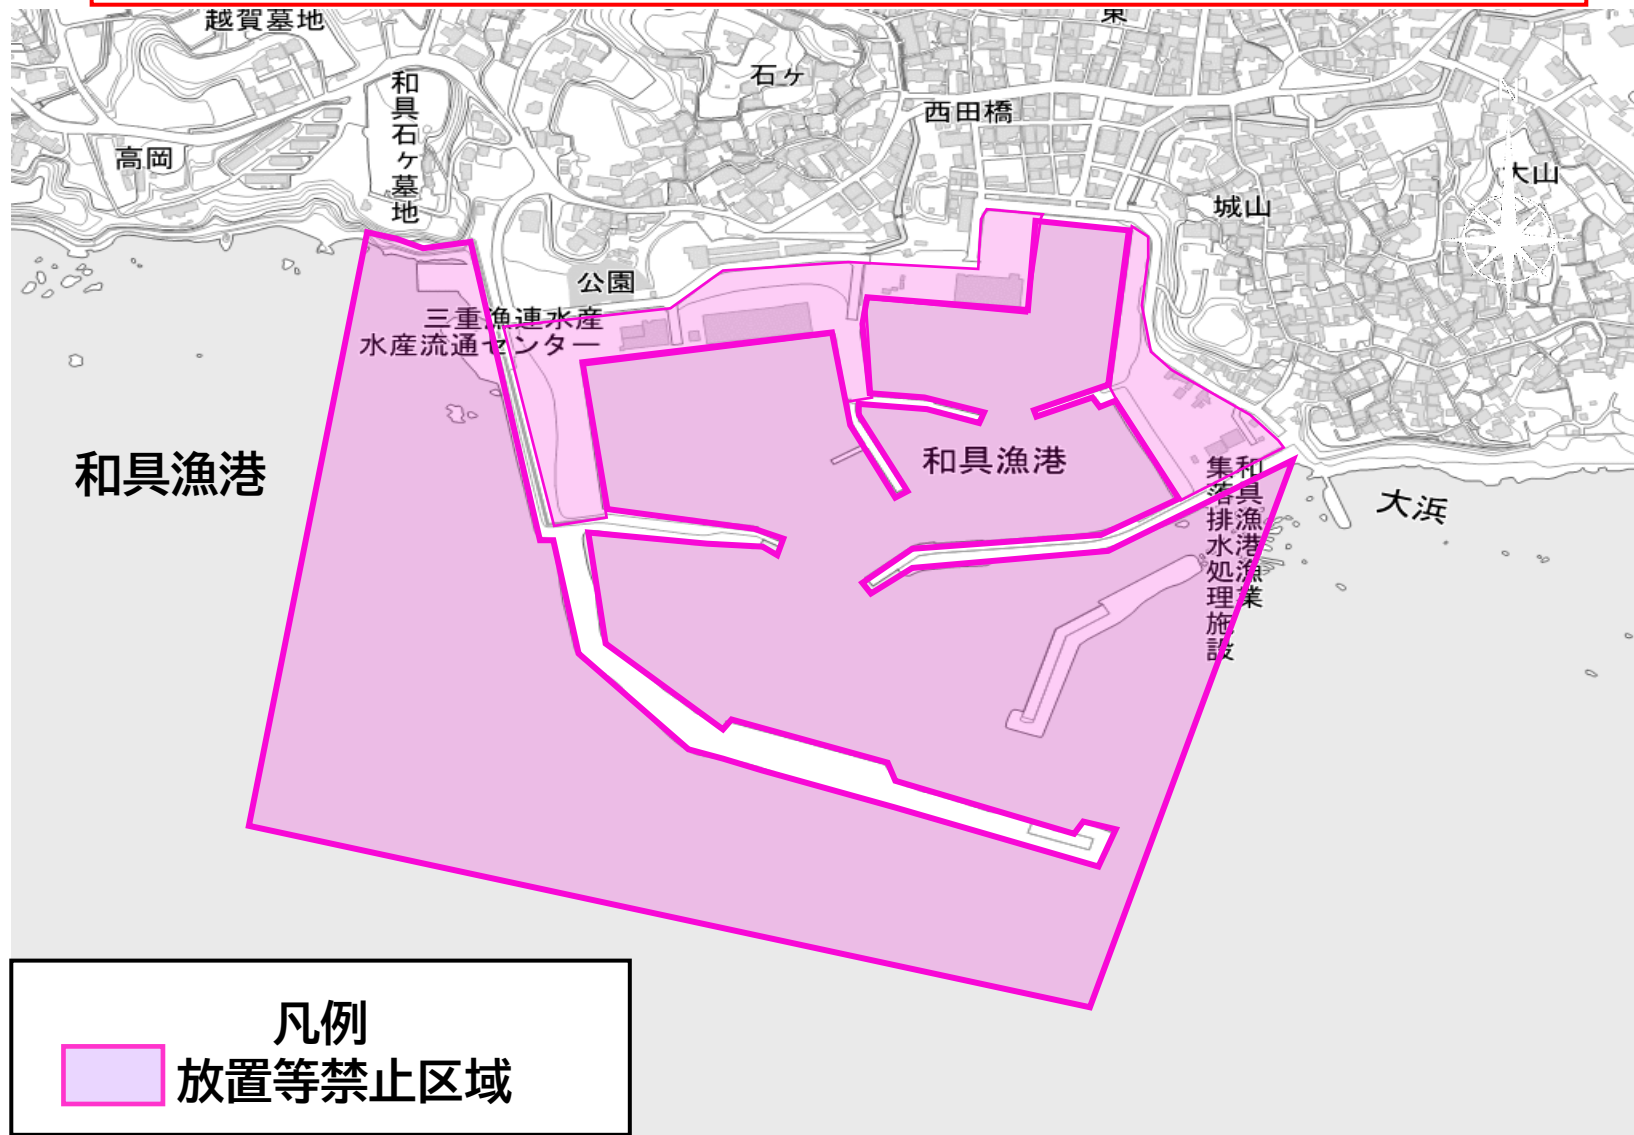 越賀墓地
東
石ヶ
和具石ヶ墓地
西田橋
高岡
大山
城山
公園
三重漁連水産
水産流通センター
和具漁港
和具漁港
和具漁港漁業
集落排水処理施設
大浜
凡例
放置等禁止区域